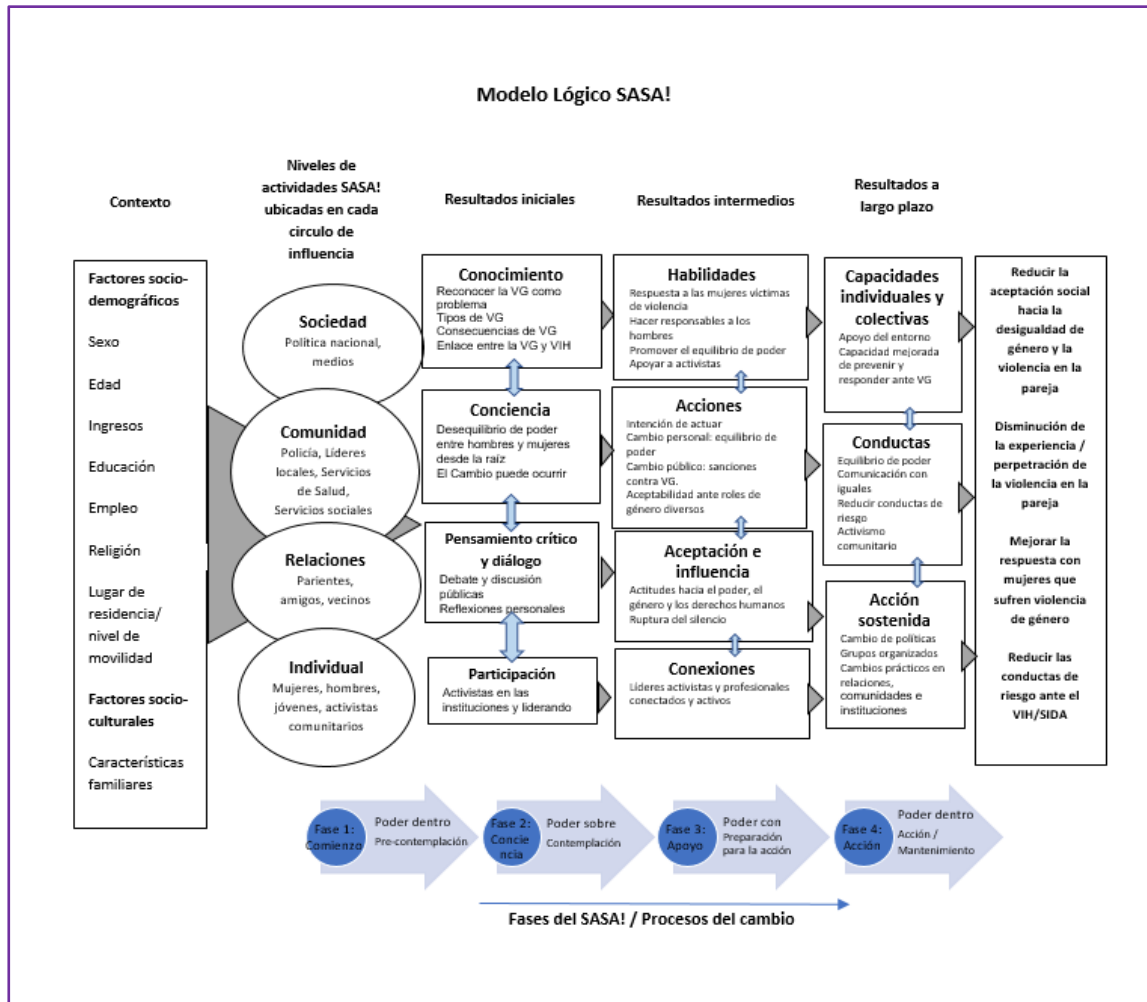 Modelo Lógico SASA!
Contexto
Niveles de
actividades SASA!
ubicadas en cada
circulo de
influencia
Resultados iniciales
Resultados intermedios
Resultados a
largo plazo
Factores socio-
demográficos
Sexo
Edad
Ingresos
Educación
Empleo
Religión
Lugar de
residencia/
nivel de
movilidad
Factores socio-
culturales
Características
familiares
Sociedad
Política nacional,
medios
Comunidad
Policía, Líderes
locales, Servicios
de Salud,
Servicios sociales
Relaciones
Parientes,
amigos, vecinos
Individual
Mujeres, hombres,
jóvenes, activistas
comunitarios
Conocimiento
Reconocer la VG como
problema
Tipos de VG
Consecuencias de VG
Enlace entre la VG y VIH
Conciencia
Desequilibrio de poder
entre hombres y mujeres
desde la raíz
El Cambio puede ocurrir
Pensamiento crítico
y diálogo
Debate y discusión
públicas
Reflexiones personales
Participación
Activistas en las
instituciones y liderando
Habilidades
Respuesta a las mujeres víctimas
de violencia
Hacer responsables a los
hombres
Promover el equilibrio de poder
Apoyar a activistas
Acciones
Intención de actuar
Cambio personal: equilibrio de
poder
Cambio público: sanciones
contra VG.
Aceptabilidad ante roles de
género diversos
Aceptación e
influencia
Actitudes hacia el poder, el
género y los derechos humanos
Ruptura del silencio
Conexiones
Líderes activistas y profesionales
conectados y activos
Capacidades
individuales y
colectivas
Apoyo del entorno
Capacidad mejorada
de prevenir y
responder ante VG
Conductas
Equilibrio de poder
Comunicación con
iguales
Reducir conductas de
riesgo
Activismo
comunitario
Acción
sostenida
Cambio de políticas
Grupos organizados
Cambios prácticos en
relaciones,
comunidades e
instituciones
Reducir la
aceptación social
hacia la
desigualdad de
género y la
violencia en la
pareja
Disminución de
la experiencia /
perpetración de
la violencia en la
pareja
Mejorar la
respuesta con
mujeres que
sufren violencia
de género
Reducir las
conductas de
riesgo ante el
VIH/SIDA
Fase 1:
Comienzo
Poder dentro
Pre-contemplación
Fase 2:
Concie
ncia
Poder sobre
Contemplación
Fase 3:
Apoyo
Poder con
Preparación
para la acción
Fase 4:
Acción
Poder dentro
Acción /
Mantenimiento
Fases del SASA! / Procesos del cambio